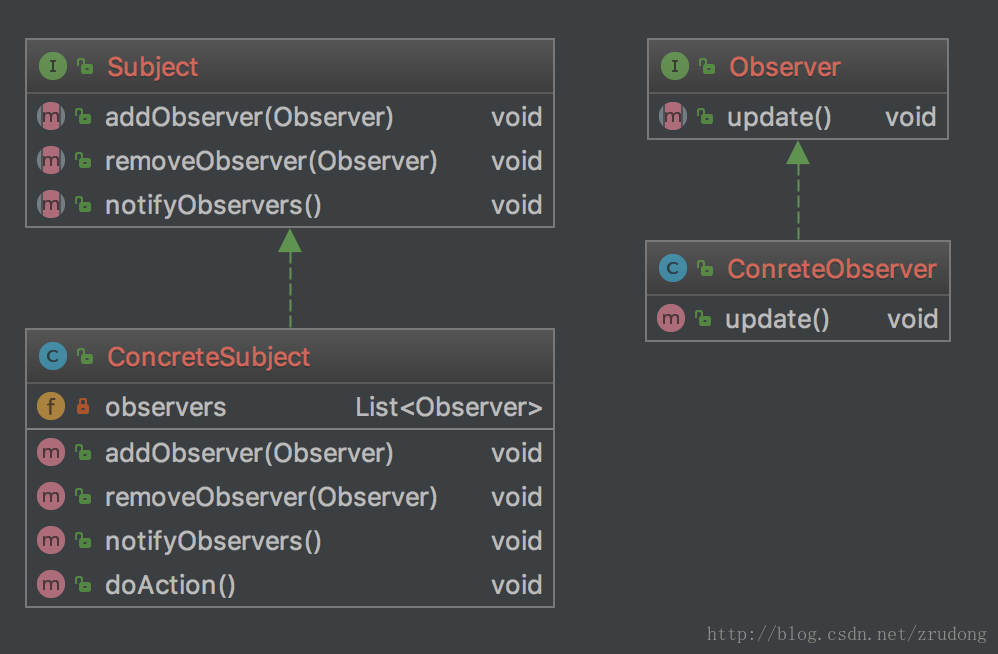 Subject
addObserver(Observer) void
removeObserver(Observer) void
notifyObservers() void
Observer
update() void
ConreteObserver
update() void
ConcreteSubject
observers List<Observer>
addObserver(Observer) void
removeObserver(Observer) void
notifyObservers() void
doAction() void
http://blog.csdn.net/zrudong